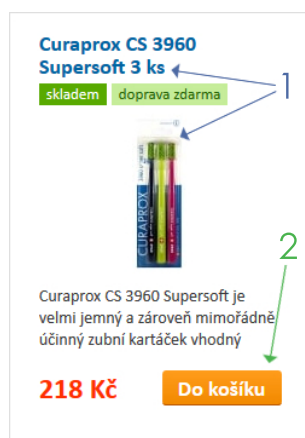 Curaprox CS 3960
Supersoft 3 ks
1
skladem
doprava zdarma
CURAPROX
2
Curaprox CS 3960 Supersoft je
velmi jemný a zároveň mimořádně
účinný zubní kartáček vhodný
218 Kč
Do košíku